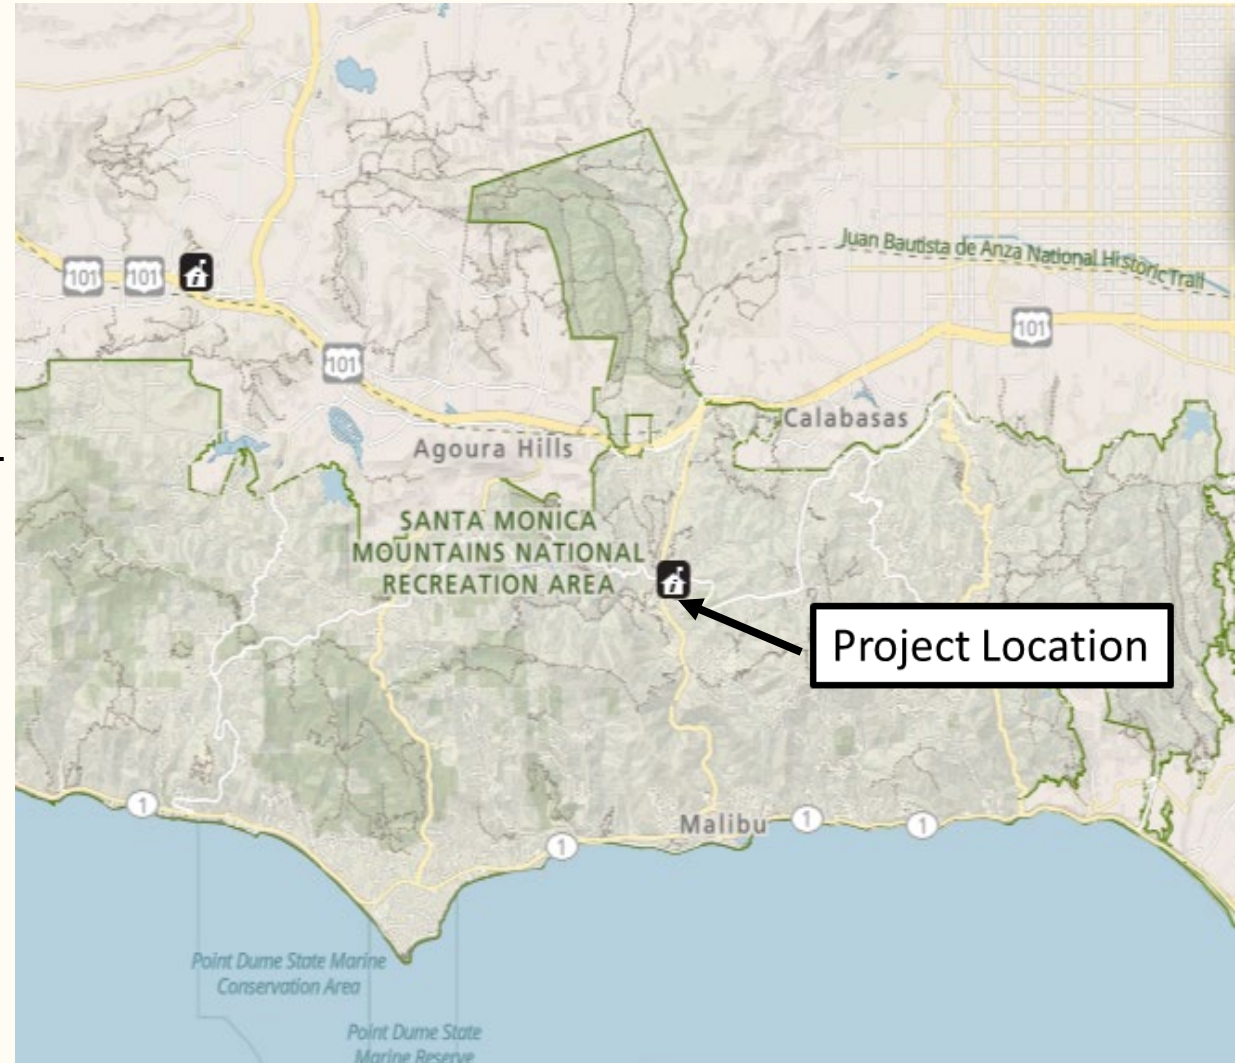 Juan Bautista de Anza National Historic Trail
101
101
101
101
Calabasas
Agoura Hills
SANTA MONICA
MOUNTAINS NATIONAL
RECREATION AREA
Project Location
1
Malibu
1
1
1
Point Dume State Marine
Conservation Area
Point Dume State
Marine Reserve